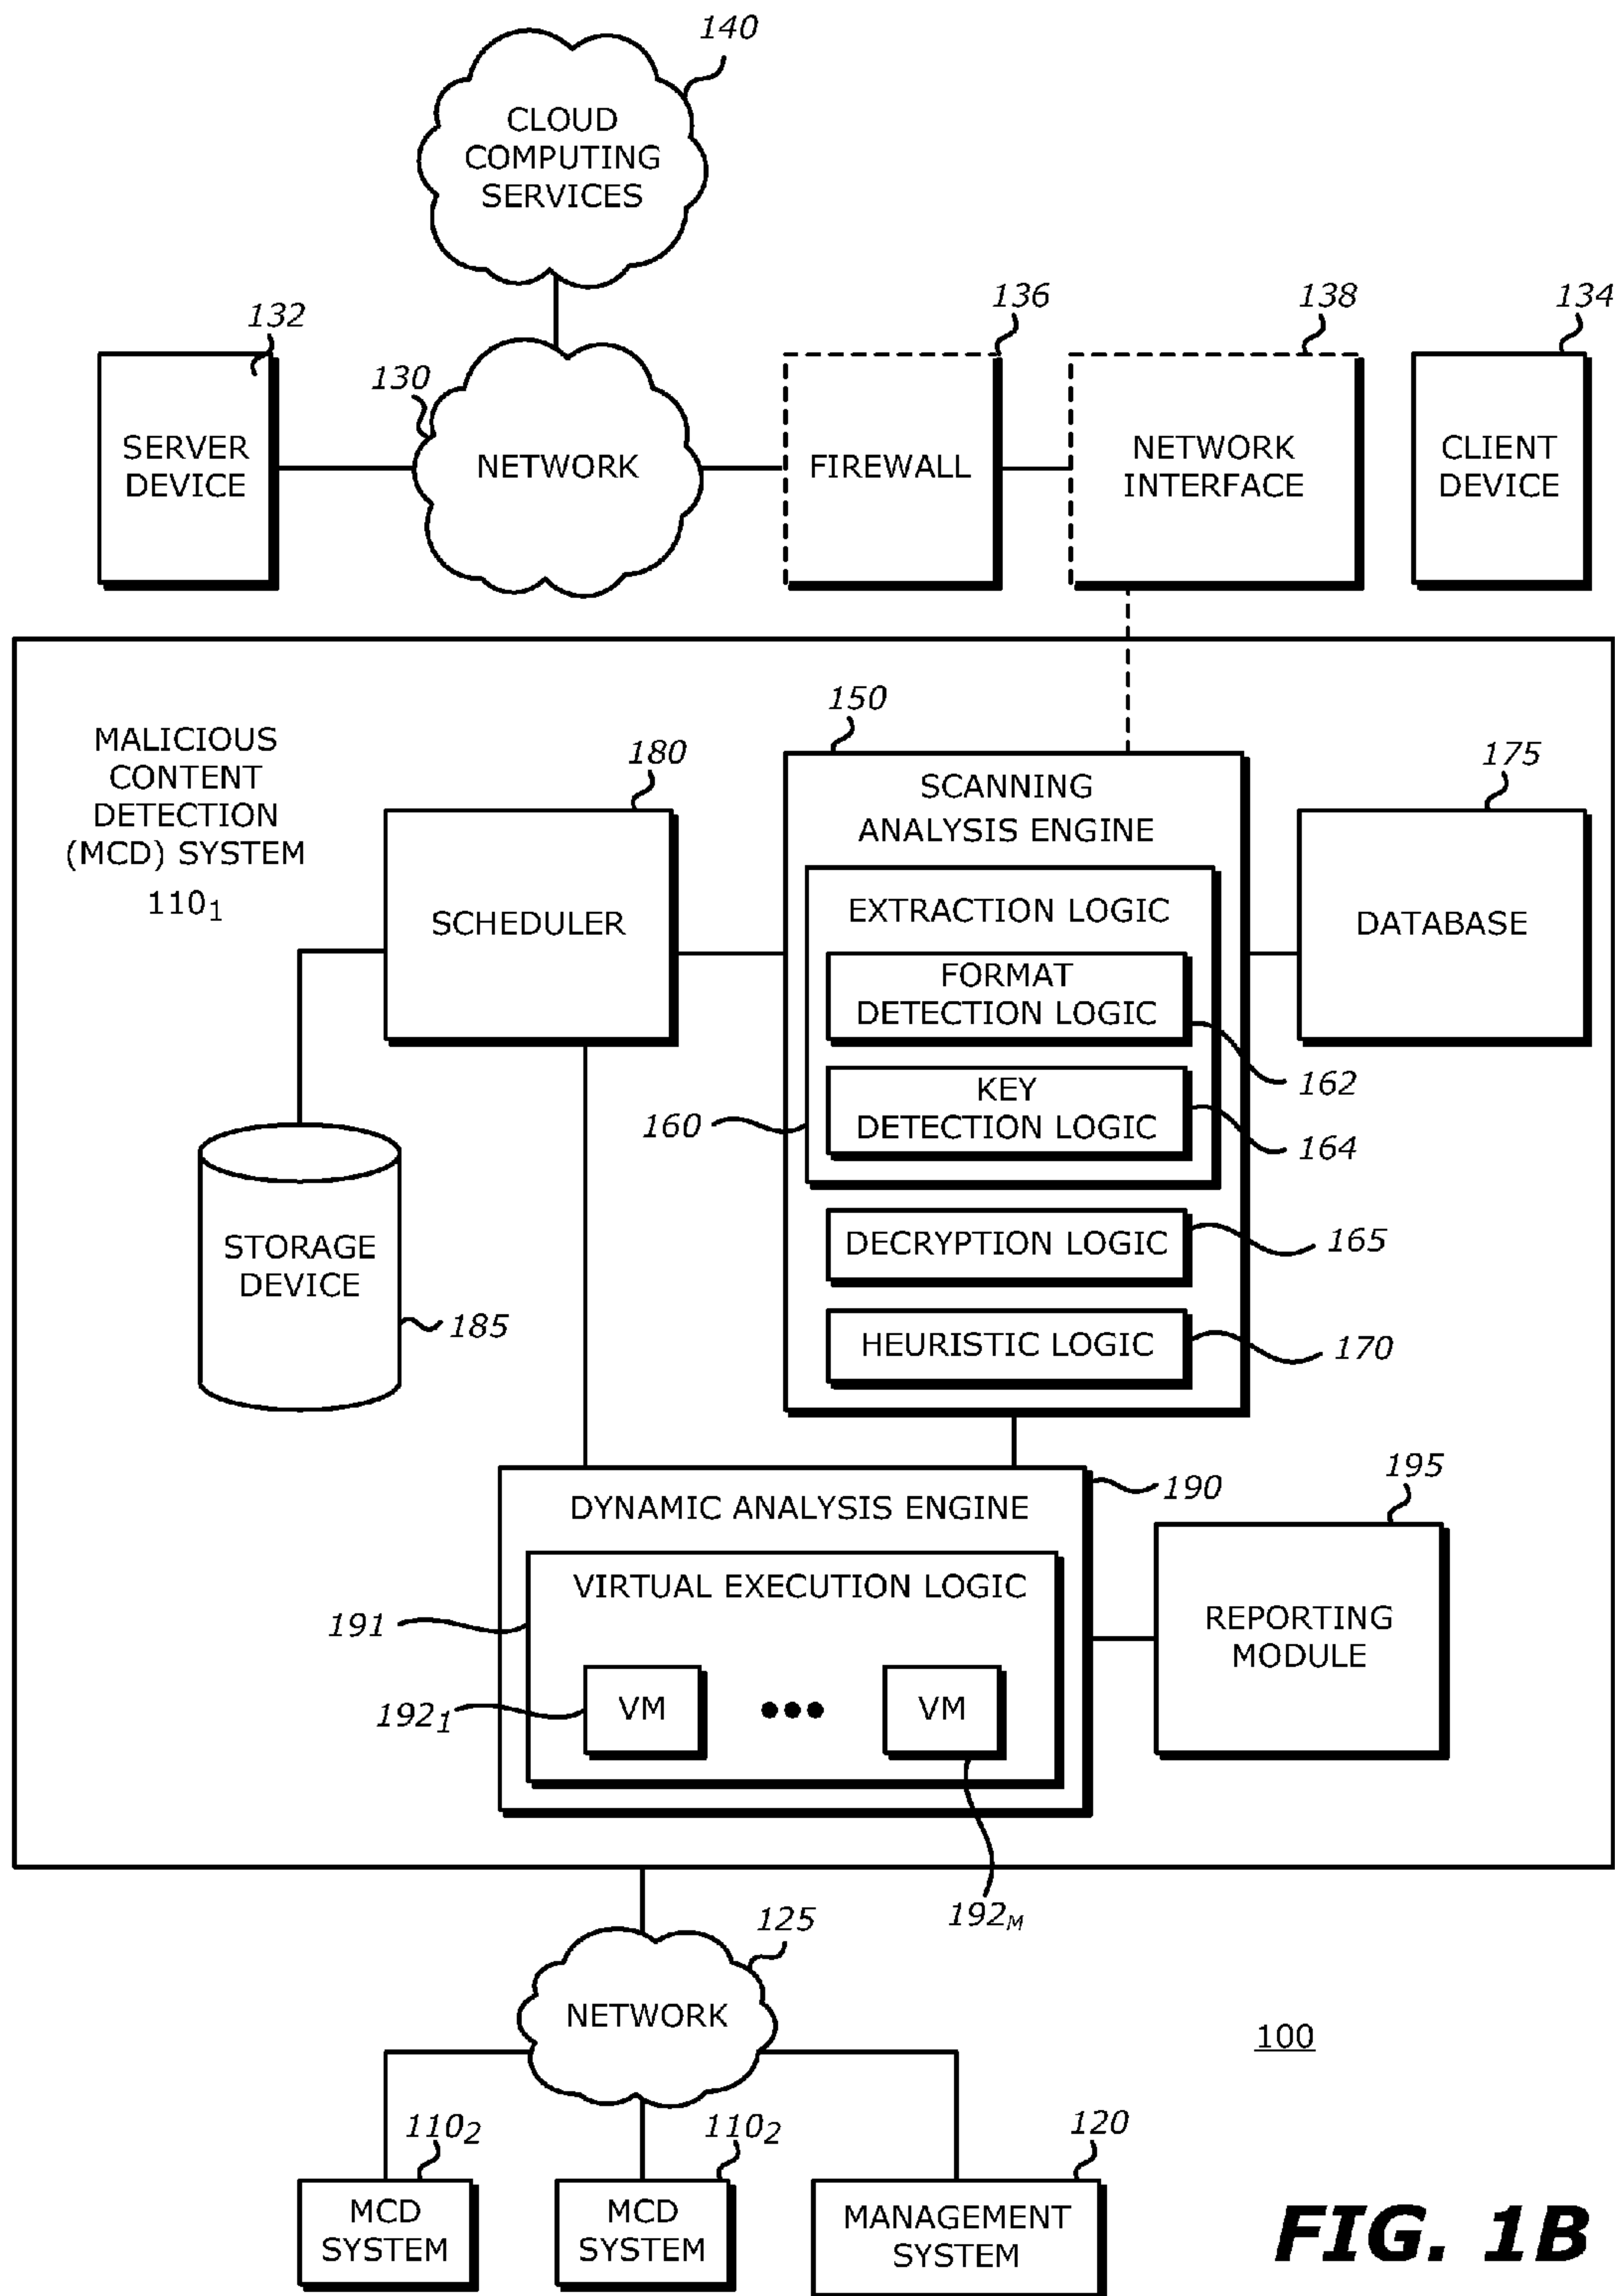 140
CLOUD
COMPUTING
SERVICES
132
130
136
138
134
SERVER
DEVICE
NETWORK
FIREWALL
NETWORK
INTERFACE
CLIENT
DEVICE
MALICIOUS
CONTENT
DETECTION
(MCD) SYSTEM
110₁
180
SCHEDULER
150
SCANNING
ANALYSIS ENGINE
EXTRACTION LOGIC
FORMAT
DETECTION LOGIC
162
KEY
DETECTION LOGIC
160
164
DECRYPTION LOGIC
165
HEURISTIC LOGIC
170
175
DATABASE
STORAGE
DEVICE
185
190
DYNAMIC ANALYSIS ENGINE
VIRTUAL EXECUTION LOGIC
191
192₁
VM
VM
192M
195
REPORTING
MODULE
125
NETWORK
100
110₂
MCD
SYSTEM
110₂
MCD
SYSTEM
120
MANAGEMENT
SYSTEM
FIG. 1B